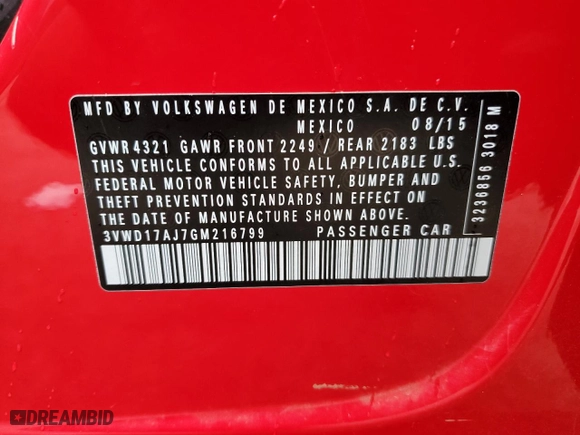 MFD BY VOLKSWAGEN DE MEXICO S.A. DE C.V.
MEXICO 08/15
GVWR 4321 GAWR FRONT 2249 / REAR 2183 LBS
THIS VEHICLE CONFORMS TO ALL APPLICABLE U.S.
FEDERAL MOTOR VEHICLE SAFETY, BUMPER AND
THEFT PREVENTION STANDARDS IN EFFECT ON
THE DATE OF MANUFACTURE SHOWN ABOVE.
3VWD17AJ7GM216799 PASSENGER CAR
3236866 3018 M
DREAMBID